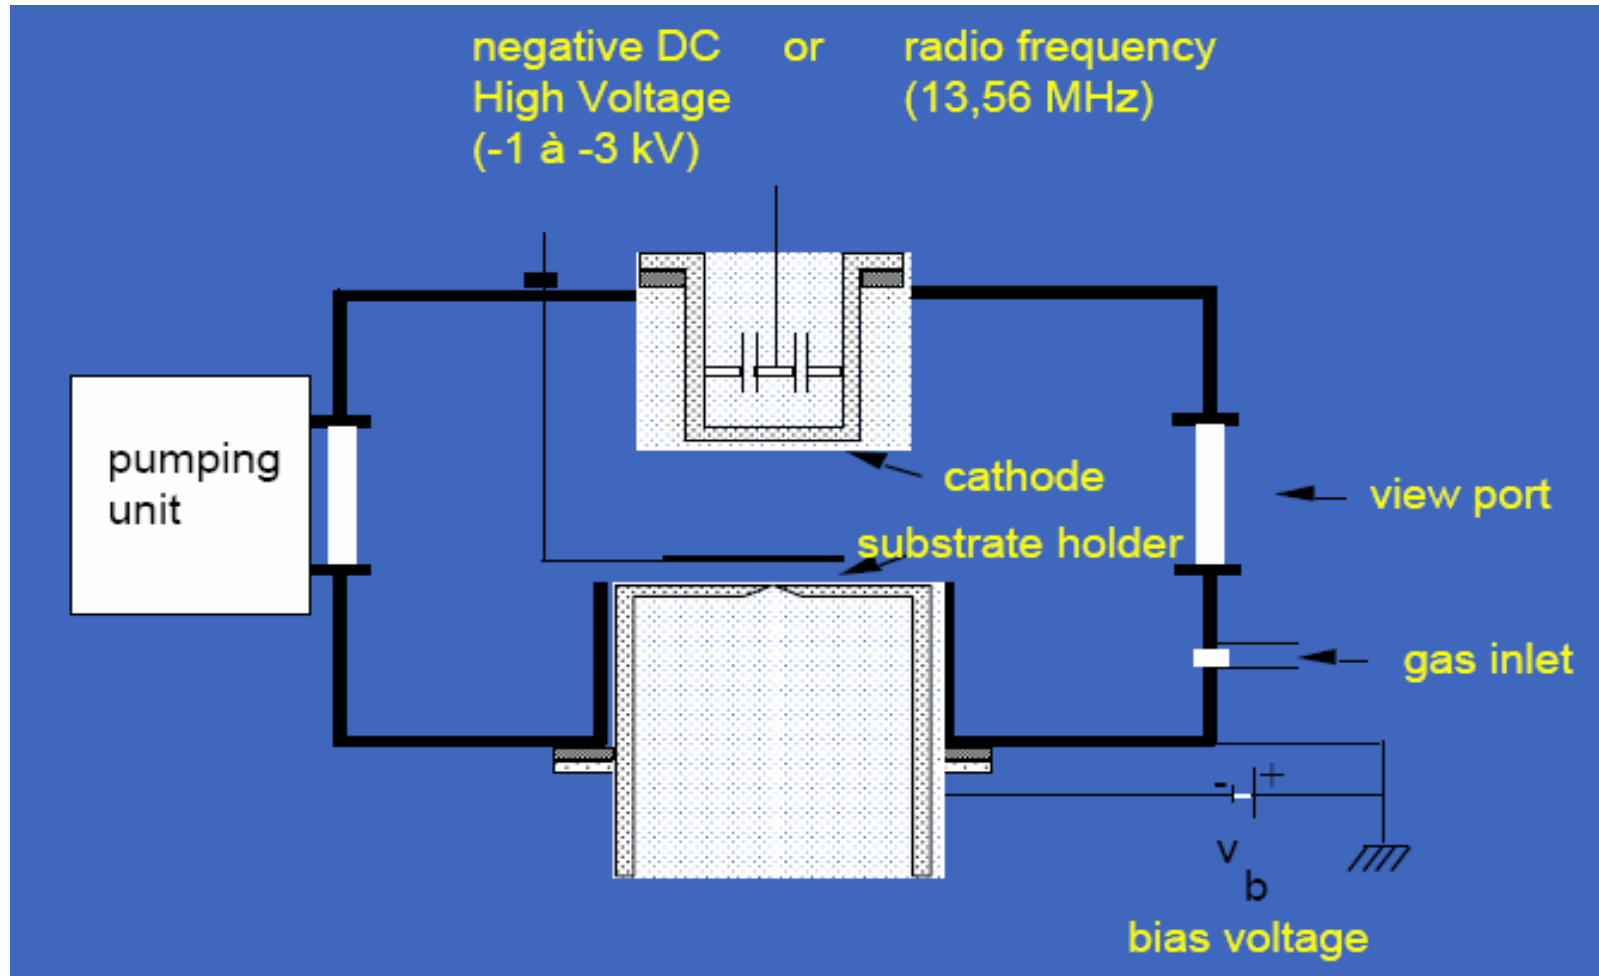 negative DC or radio frequency
High Voltage (13,56 MHz)
(-1 à -3 kV)
pumping
unit
cathode
view port
substrate holder
gas inlet
- +
v
b
bias voltage